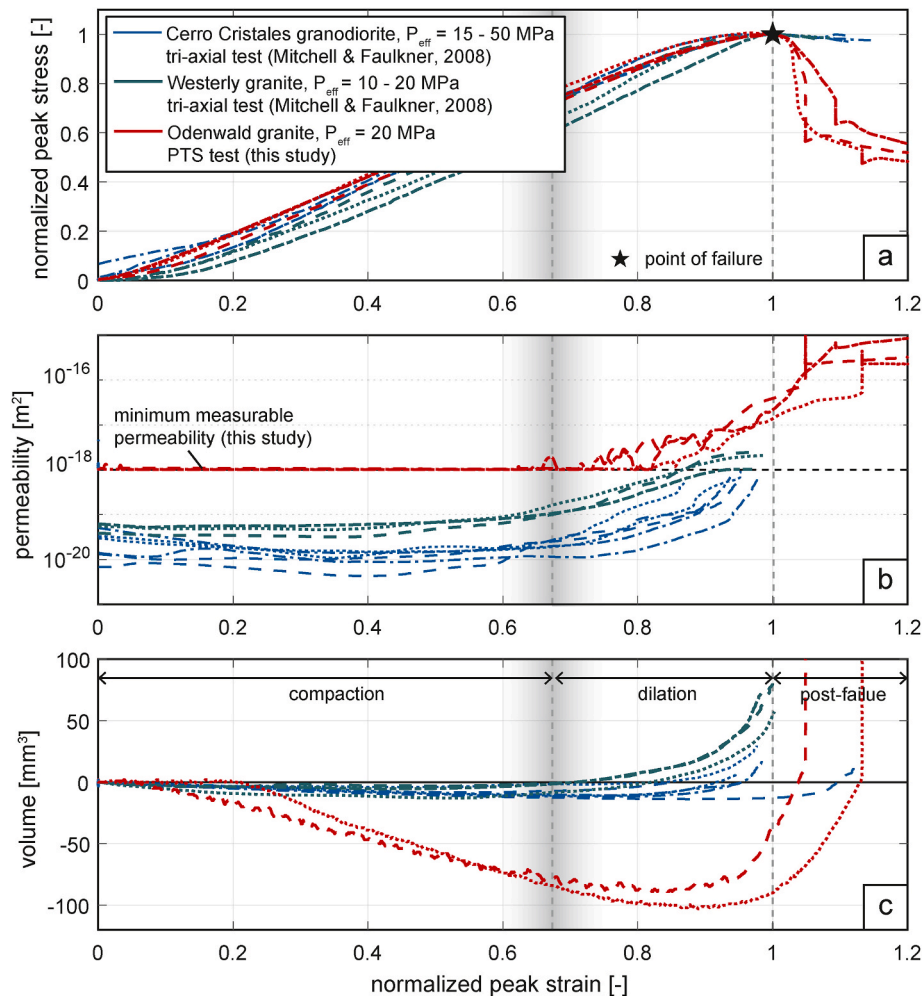 normalized peak stress [-]
1
0.8
0.6
0.4
0.2
0
Cerro Cristales granodiorite, P_eff = 15 - 50 MPa
tri-axial test (Mitchell & Faulkner, 2008)
Westerly granite, P_eff = 10 - 20 MPa
tri-axial test (Mitchell & Faulkner, 2008)
Odenwald granite, P_eff = 20 MPa
PTS test (this study)
★ point of failure
a
0 0.2 0.4 0.6 0.8 1 1.2
permeability [m²]
10⁻¹⁶
10⁻¹⁸
10⁻²⁰
minimum measurable
permeability (this study)
b
0 0.2 0.4 0.6 0.8 1 1.2
volume [mm³]
100
50
0
-50
-100
compaction dilation post-failue
c
0 0.2 0.4 0.6 0.8 1 1.2
normalized peak strain [-]